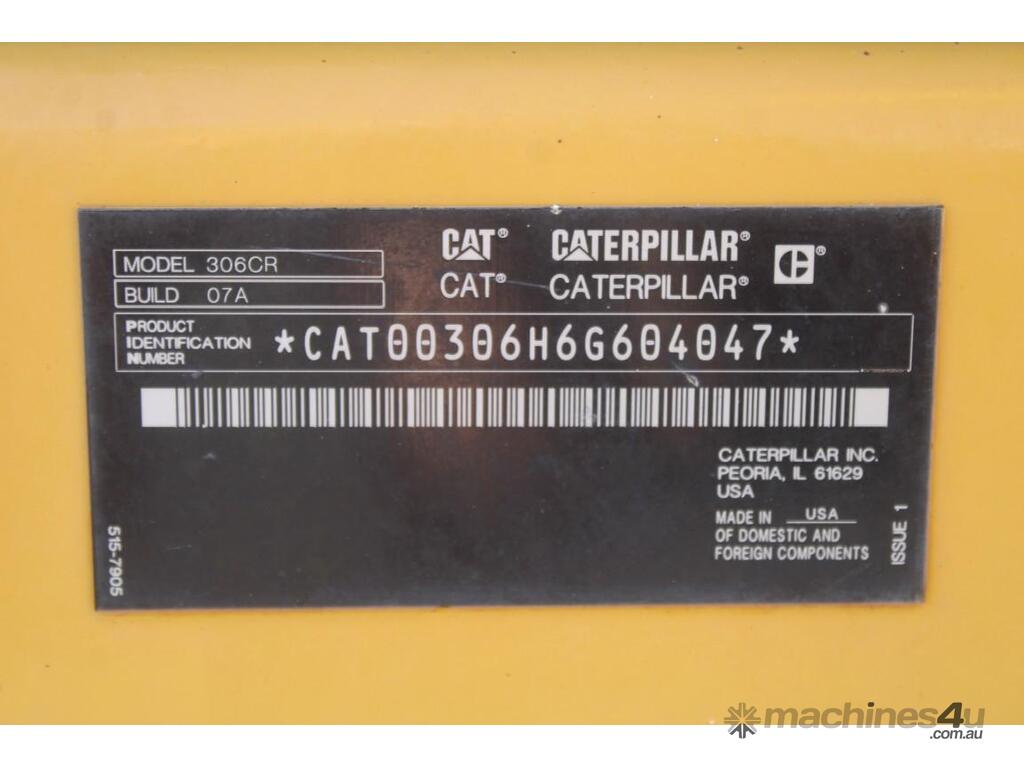 MODEL 306CR
BUILD 07A
CAT® CATERPILLAR® C®
CAT® CATERPILLAR®
PRODUCT
IDENTIFICATION
NUMBER
*CAT00306H6G604047*
CATERPILLAR INC.
PEORIA, IL 61629
USA
MADE IN USA
OF DOMESTIC AND
FOREIGN COMPONENTS
515-7905
ISSUE 1
machines4u
.com.au